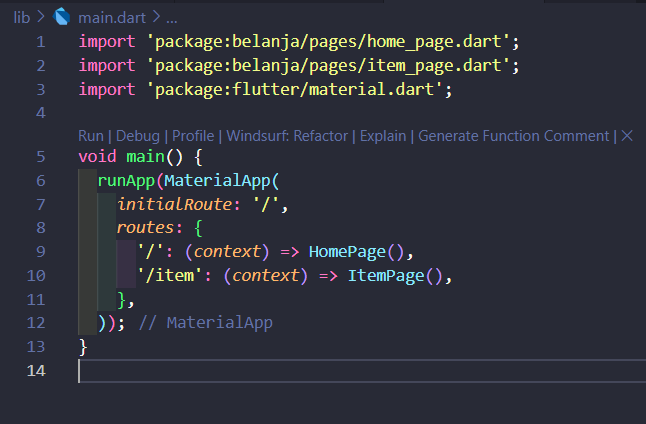 lib > main.dart > ...
1 import 'package:belanja/pages/home_page.dart';
2 import 'package:belanja/pages/item_page.dart';
3 import 'package:flutter/material.dart';
4
Run | Debug | Profile | Windsurf: Refactor | Explain | Generate Function Comment | ×
5 void main() {
6   runApp(MaterialApp(
7     initialRoute: '/',
8     routes: {
9       '/': (context) => HomePage(),
10       '/item': (context) => ItemPage(),
11     },
12   )); // MaterialApp
13 }
14